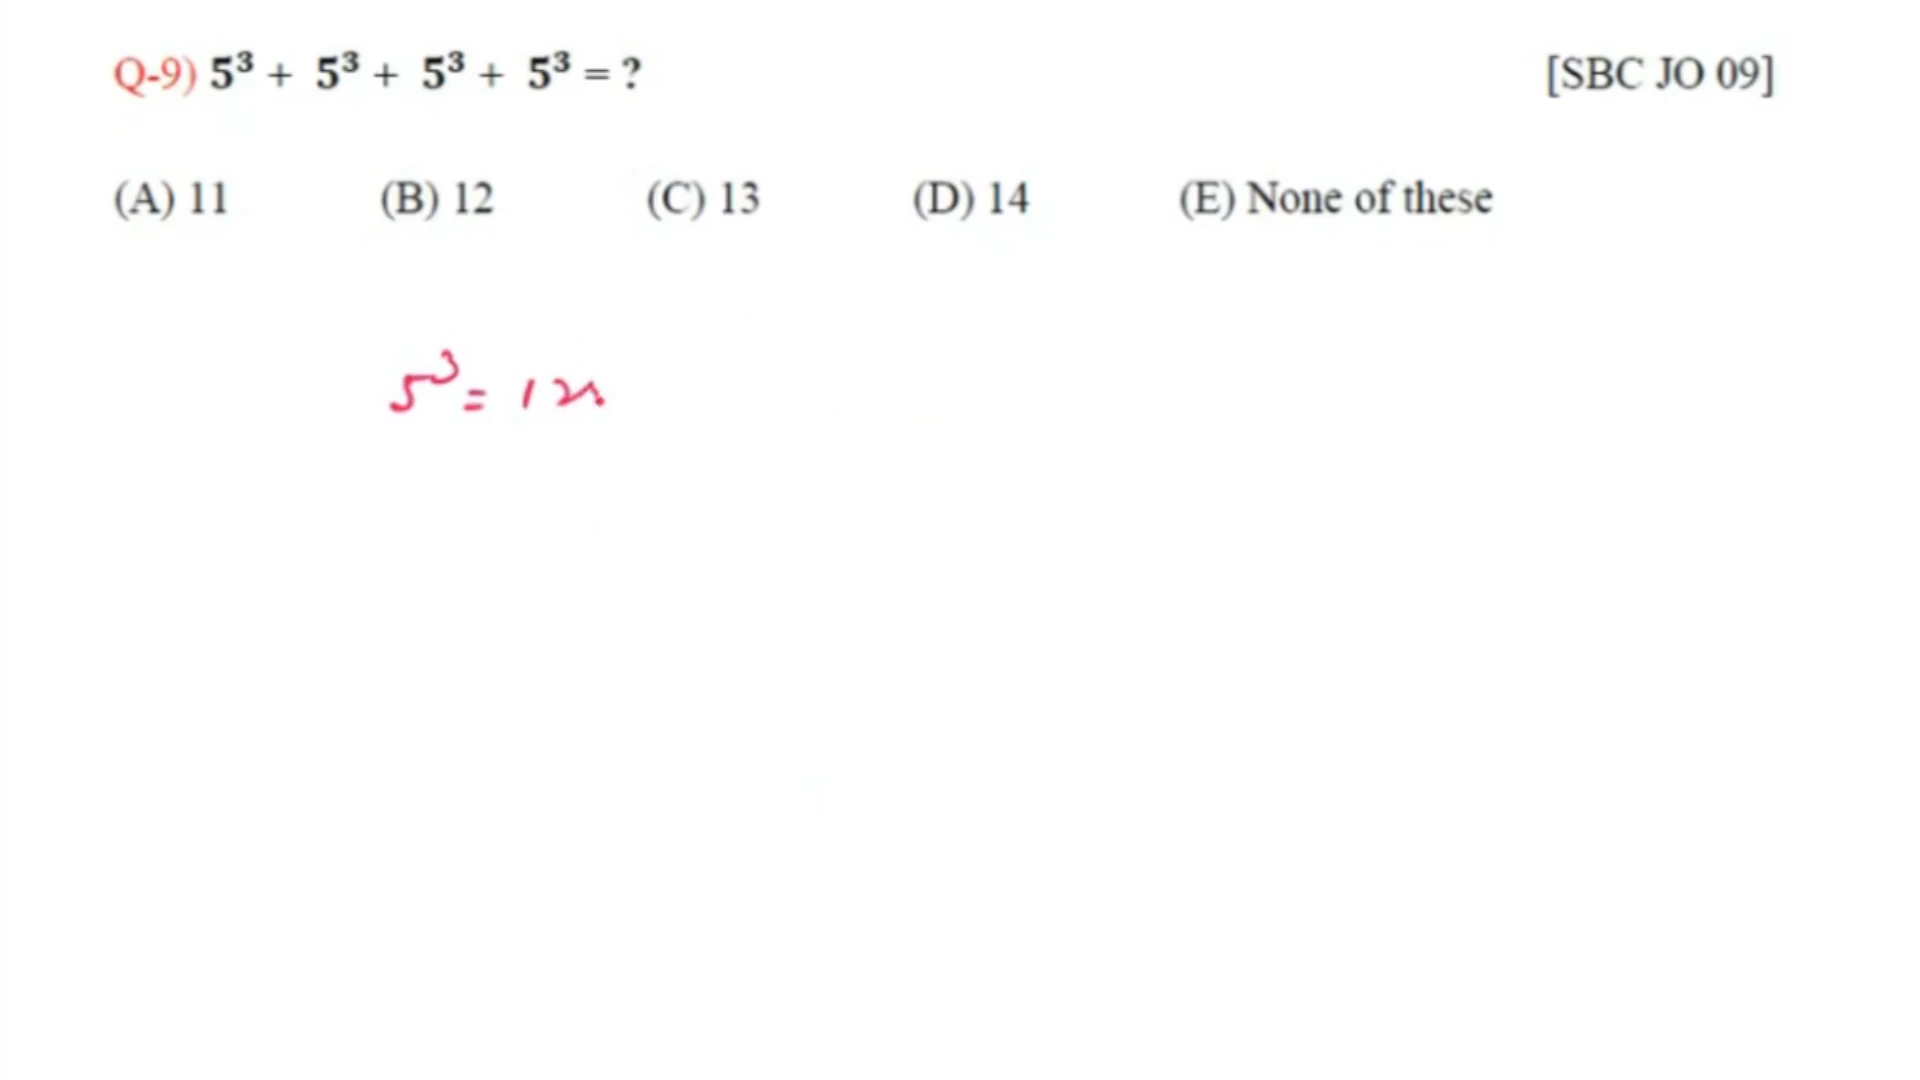 Q-9) 5³ + 5³ + 5³ + 5³ = ? [SBC JO 09]
(A) 11 (B) 12 (C) 13 (D) 14 (E) None of these
5³ = 12